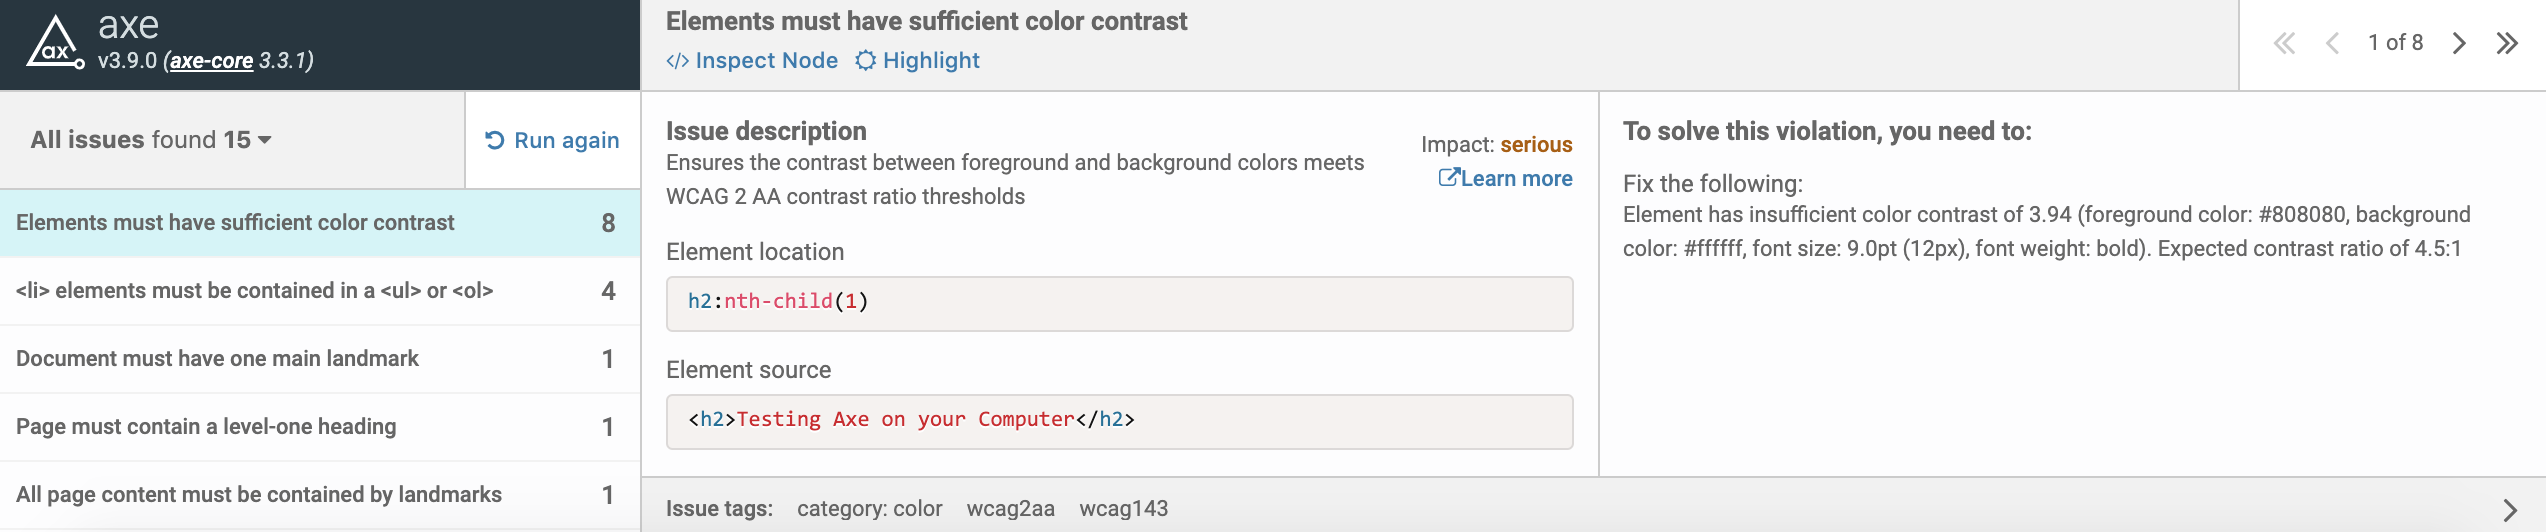 axe
ax
v3.9.0 (axe-core 3.3.1)
Elements must have sufficient color contrast
</> Inspect Node Highlight
1 of 8
All issues found 15
Run again
Elements must have sufficient color contrast 8
<li> elements must be contained in a <ul> or <ol> 4
Document must have one main landmark 1
Page must contain a level-one heading 1
All page content must be contained by landmarks 1
Issue description
Ensures the contrast between foreground and background colors meets
WCAG 2 AA contrast ratio thresholds
Impact: serious
Learn more
Element location
h2:nth-child(1)
Element source
<h2>Testing Axe on your Computer</h2>
To solve this violation, you need to:
Fix the following:
Element has insufficient color contrast of 3.94 (foreground color: #808080, background
color: #ffffff, font size: 9.0pt (12px), font weight: bold). Expected contrast ratio of 4.5:1
Issue tags: category: color wcag2aa wcag143